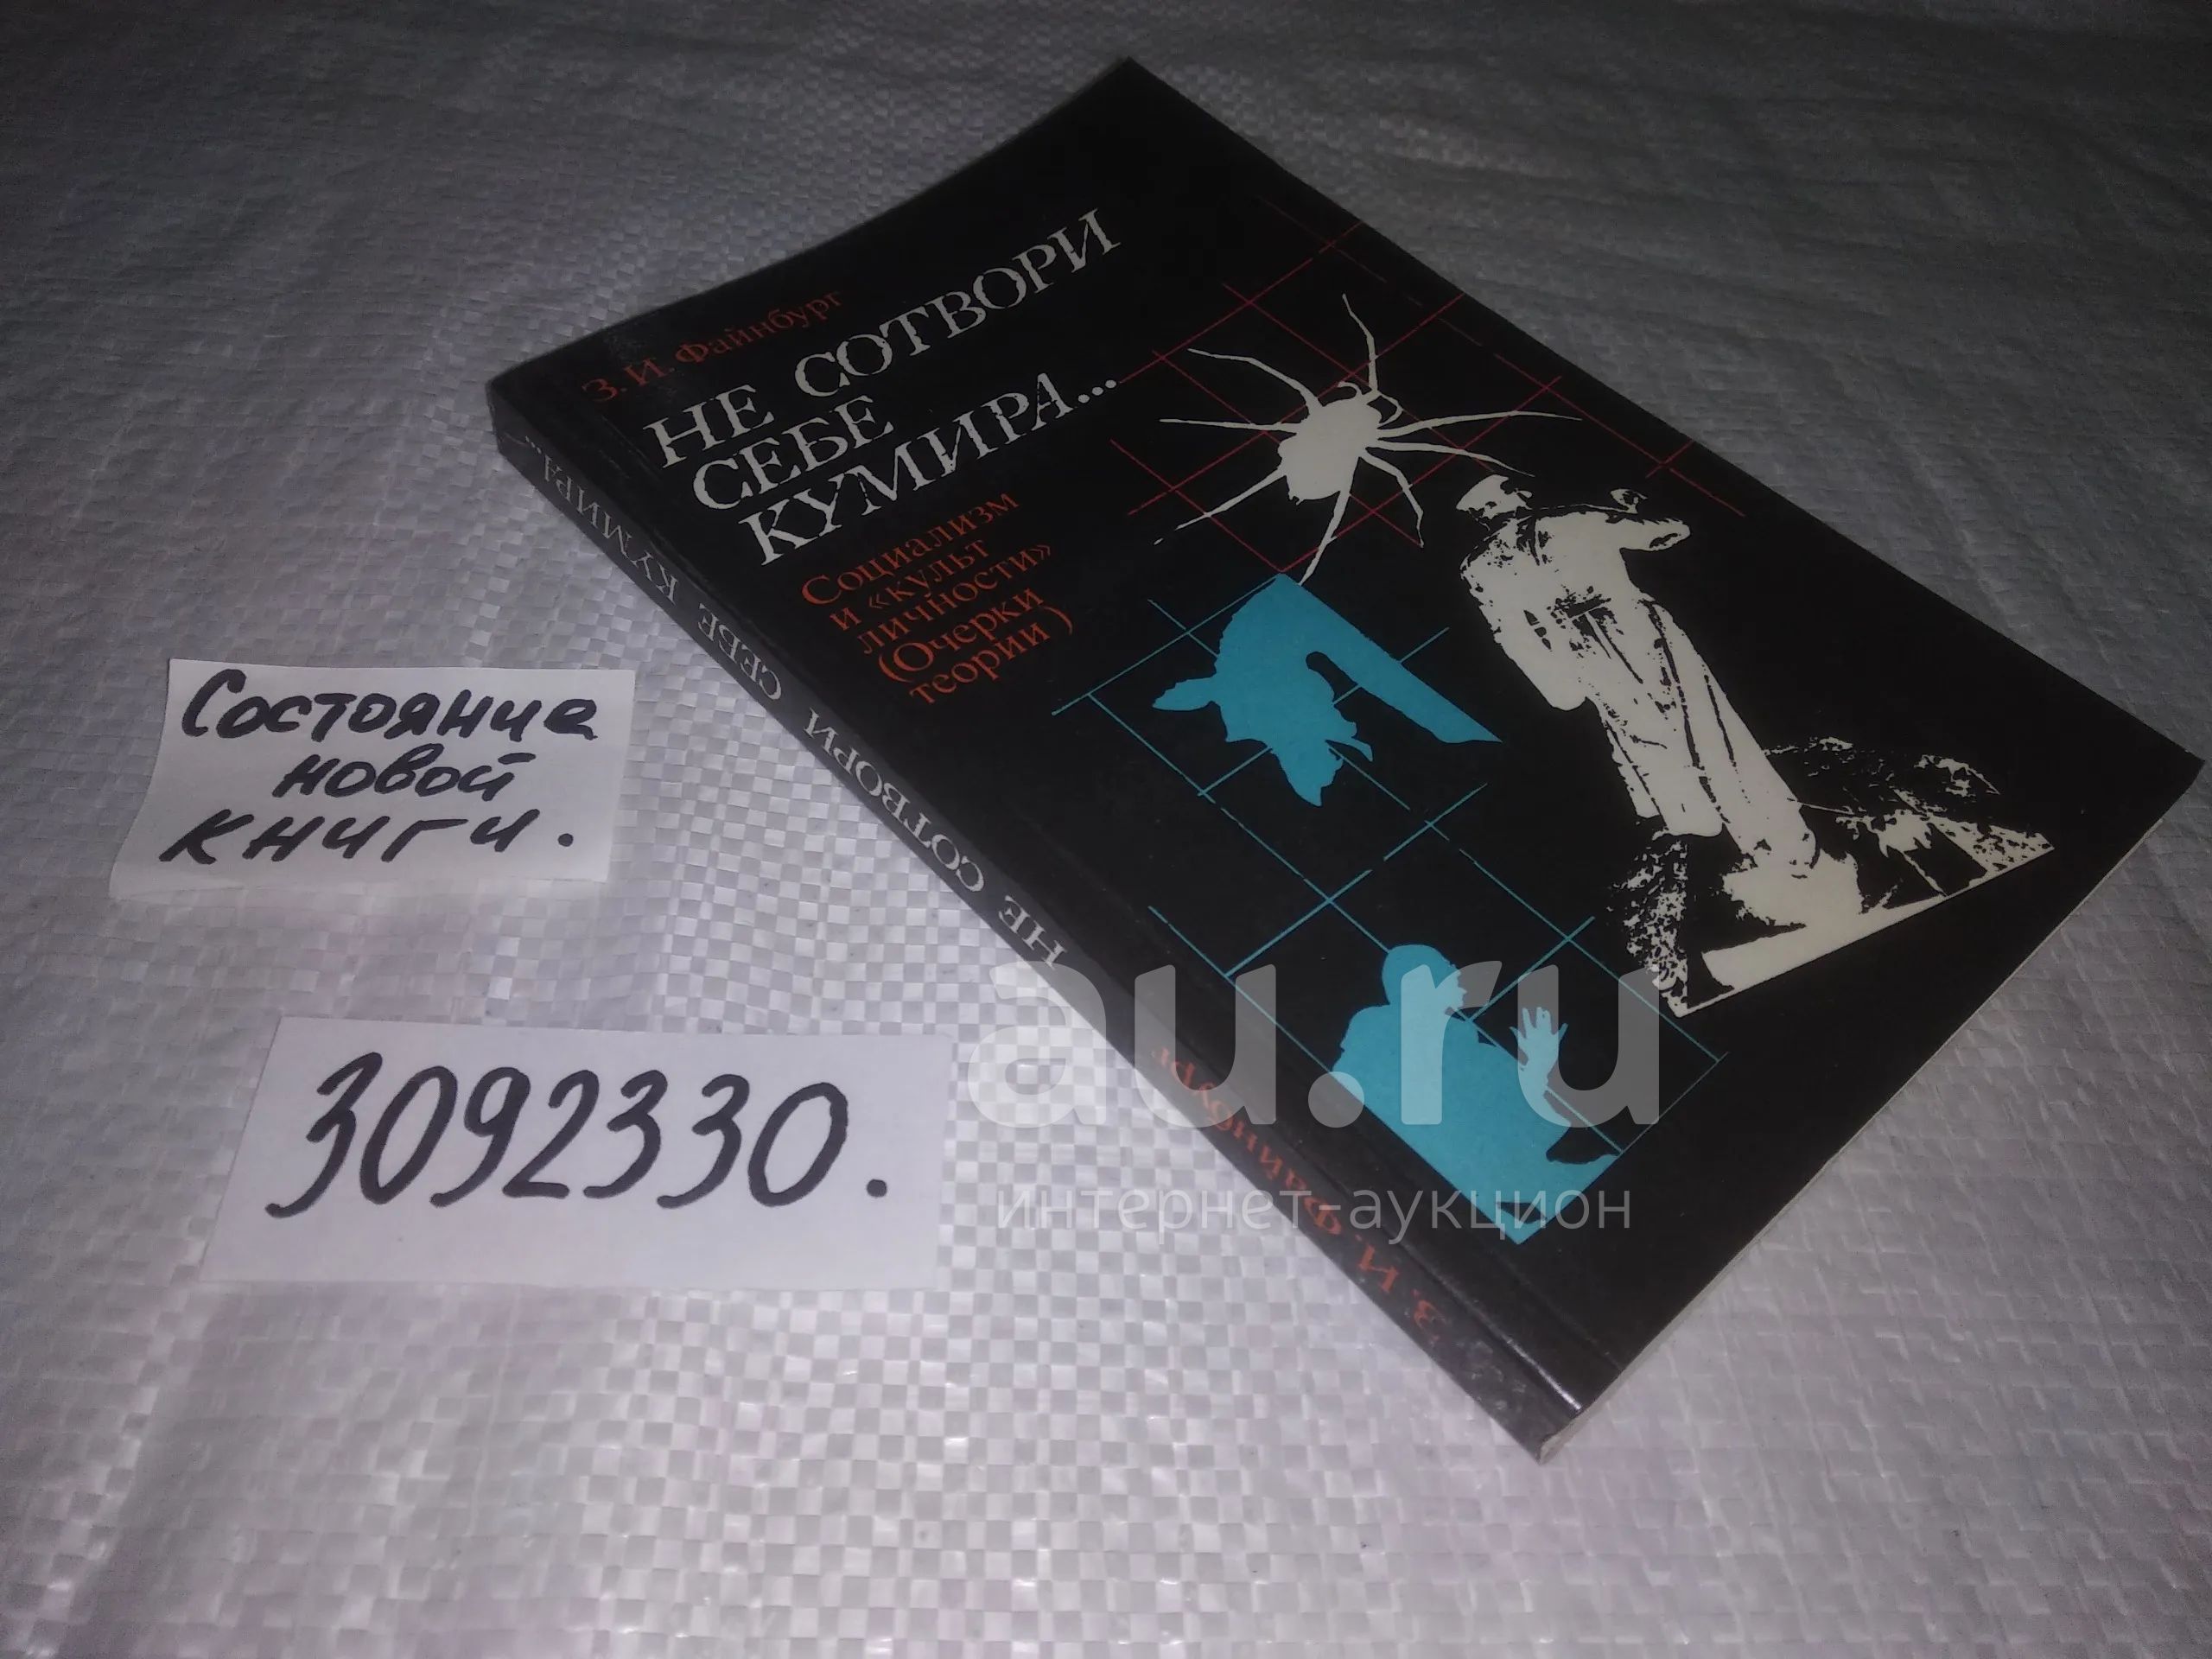 З. И. Файнбург
НЕ СОТВОРИ
СЕБЕ
КУМИРА...
Социализм
и «культ
личности»
(Очерки
теории)
З. И. Файнбург НЕ СОТВОРИ СЕБЕ КУМИРА...
Состояние
новой
книги.
3092330.
au.ru
интернет-аукцион